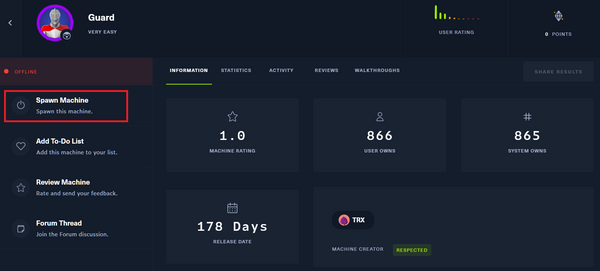 Guard
VERY EASY
USER RATING
0 POINTS
OFFLINE
INFORMATION STATISTICS ACTIVITY REVIEWS WALKTHROUGHS
SHARE RESULTS
Spawn Machine
Spawn this machine.
Add To-Do List
Add this machine to your list.
Review Machine
Rate and send your feedback.
Forum Thread
Join the Forum discussion.
1.0
MACHINE RATING
866
USER OWNS
865
SYSTEM OWNS
178 Days
RELEASE DATE
TRX
MACHINE CREATOR RESPECTED